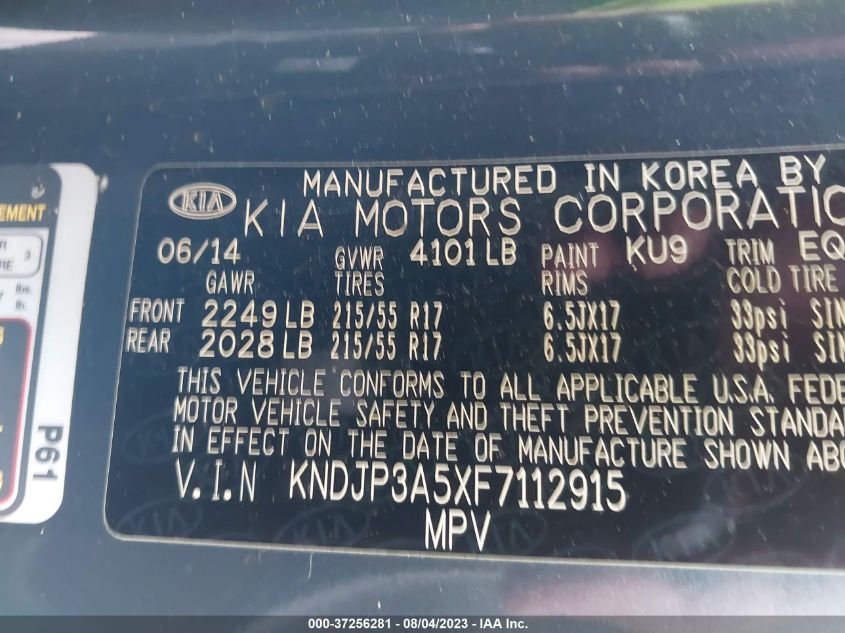 MANUFACTURED IN KOREA BY
KIA KIA MOTORS CORPORATIO
06/14 GVWR 4101 LB PAINT KU9 TRIM EQ
GAWR TIRES RIMS COLD TIRE
FRONT 2249 LB 215/55 R17 6.5JX17 33psi SIN
REAR 2028 LB 215/55 R17 6.5JX17 33psi SIN
THIS VEHICLE CONFORMS TO ALL APPLICABLE U.S.A. FEDE
MOTOR VEHICLE SAFETY AND THEFT PREVENTION STANDA
IN EFFECT ON THE DATE OF MANUFACTURE SHOWN ABO
V.I.N KNDJP3A5XF7112915
MPV
EMENT
3
lbs.
lb.
P61
000-37256281 - 08/04/2023 - IAA, Inc.